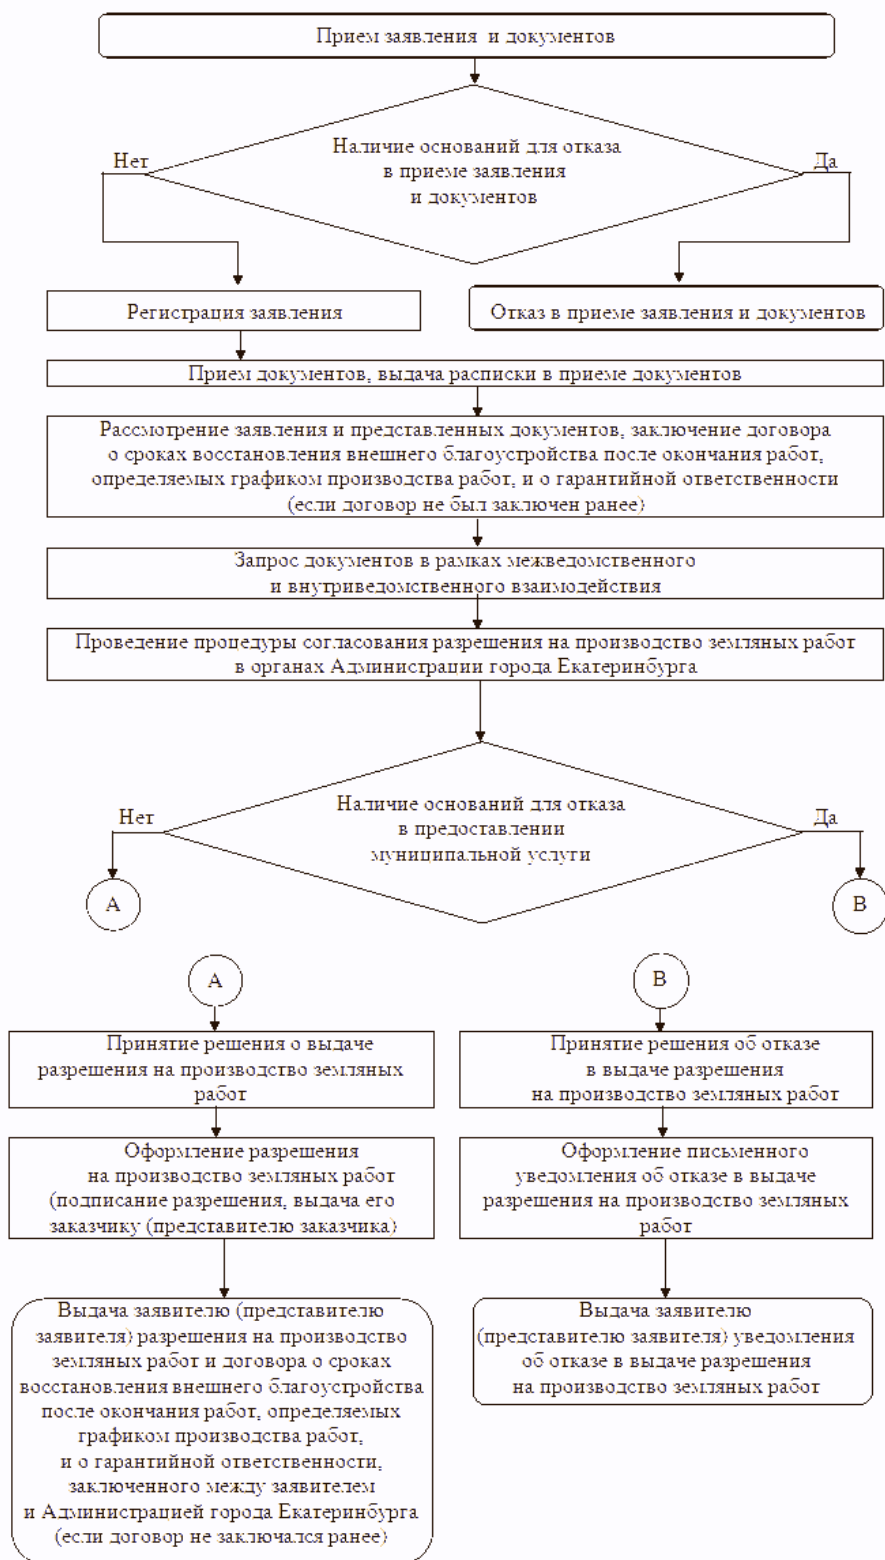 Прием заявления и документов
Наличие оснований для отказа
в приеме заявления
и документов
Нет
Да
Регистрация заявления
Отказ в приеме заявления и документов
Прием документов, выдача расписки в приеме документов
Рассмотрение заявления и представленных документов, заключение договора
о сроках восстановления внешнего благоустройства после окончания работ,
определяемых графиком производства работ, и о гарантийной ответственности
(если договор не был заключен ранее)
Запрос документов в рамках межведомственного
и внутриведомственного взаимодействия
Проведение процедуры согласования разрешения на производство земляных работ
в органах Администрации города Екатеринбурга
Наличие оснований для отказа
в предоставлении
муниципальной услуги
Нет
Да
А
В
А
В
Принятие решения о выдаче
разрешения на производство земляных
работ
Принятие решения об отказе
в выдаче разрешения
на производство земляных работ
Оформление разрешения
на производство земляных работ
(подписание разрешения, выдача его
заказчику (представителю заказчика)
Оформление письменного
уведомления об отказе в выдаче
разрешения на производство земляных
работ
Выдача заявителю (представителю
заявителя) разрешения на производство
земляных работ и договора о сроках
восстановления внешнего благоустройства
после окончания работ, определяемых
графиком производства работ,
и о гарантийной ответственности,
заключенного между заявителем
и Администрацией города Екатеринбурга
(если договор не заключался ранее)
Выдача заявителю
(представителю заявителя) уведомления
об отказе в выдаче разрешения
на производство земляных работ